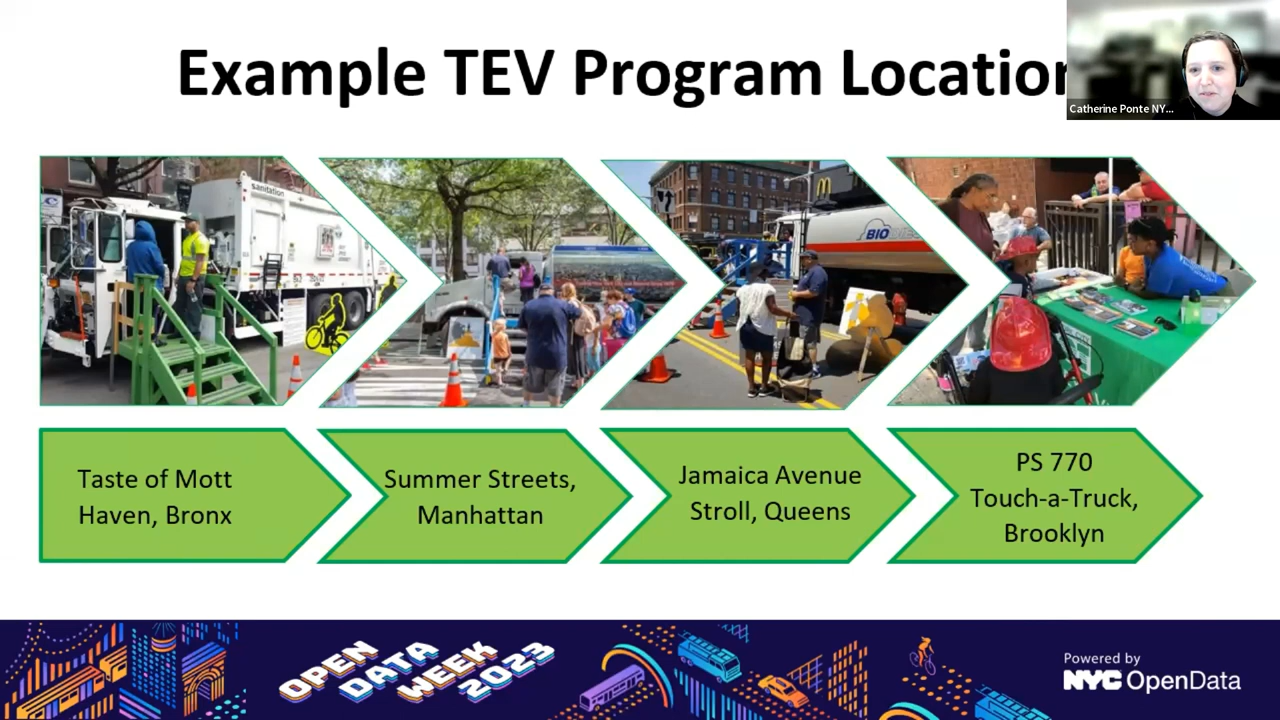 Example TEV Program Location
Catherine Ponte NY...
sanitation
BIO
Taste of Mott
Haven, Bronx
Summer Streets,
Manhattan
Jamaica Avenue
Stroll, Queens
PS 770
Touch-a-Truck,
Brooklyn
OPEN
DATA
WEEK
2023
Powered by
NYC OpenData